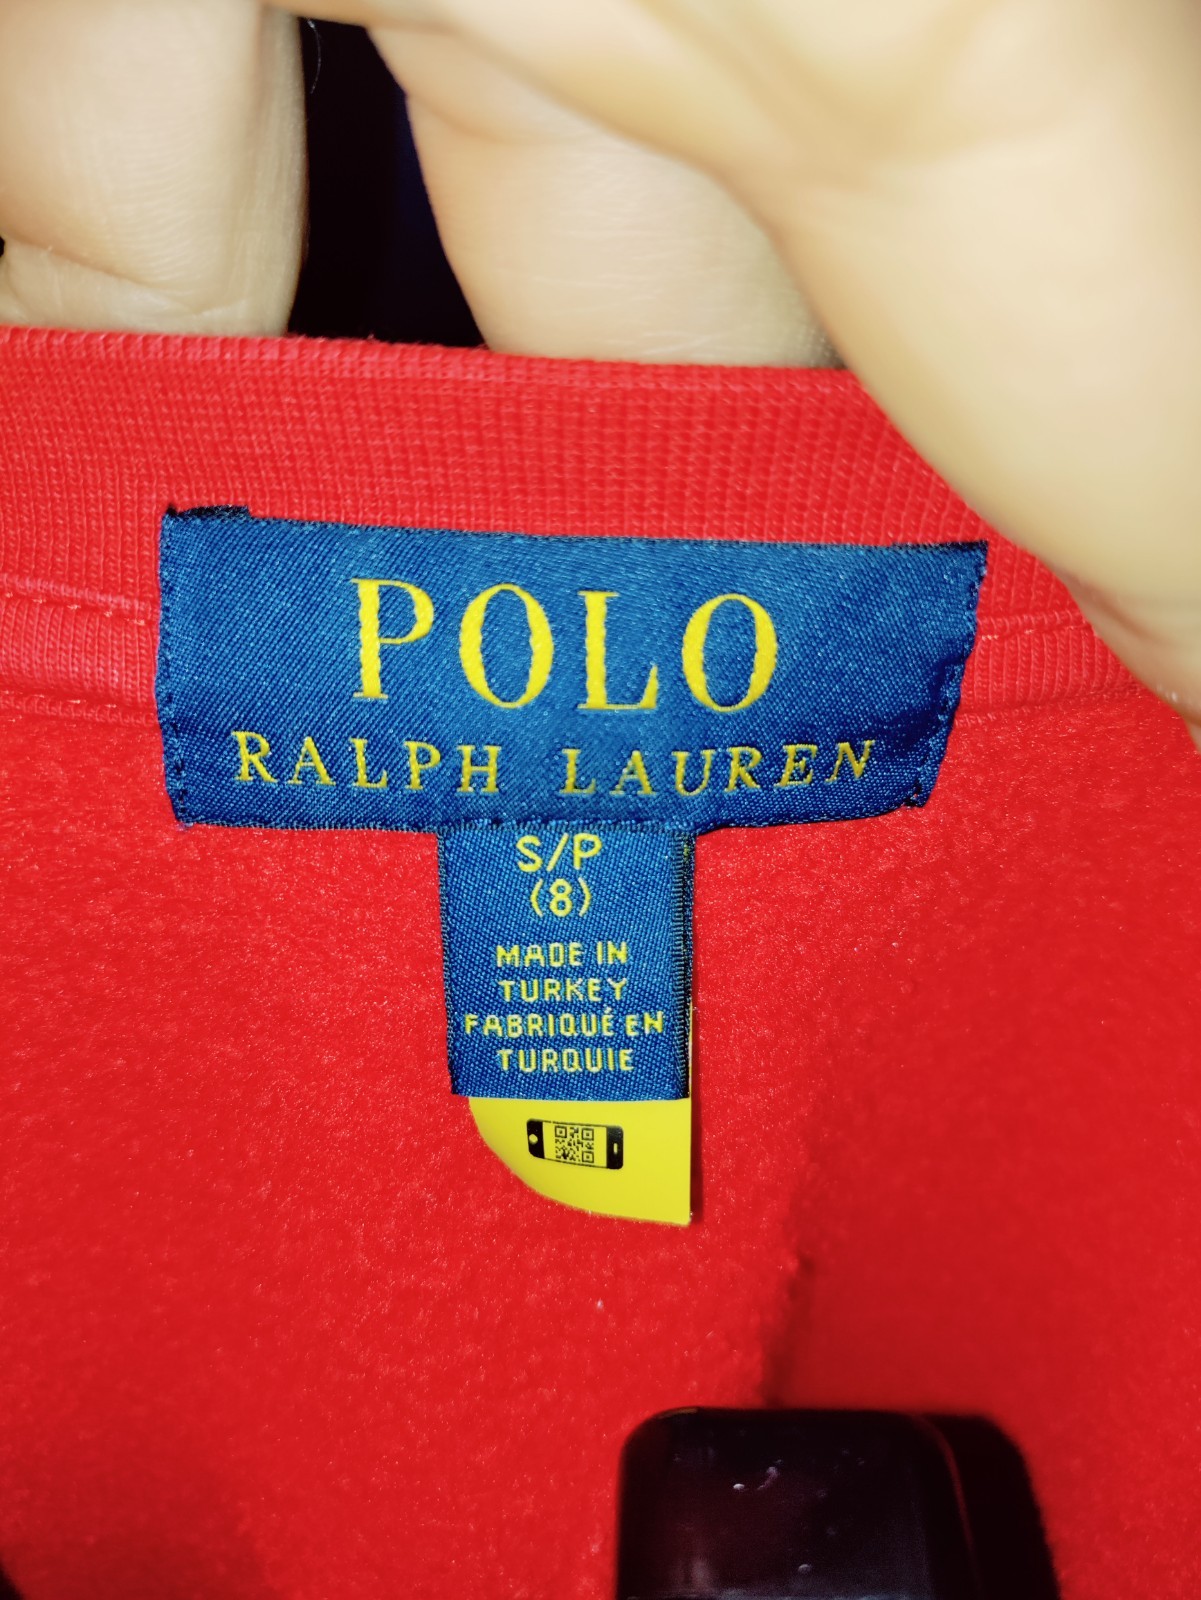 POLO
RALPH LAUREN
S/P
(8)
MADE IN
TURKEY
FABRIQUÉ EN
TURQUIE